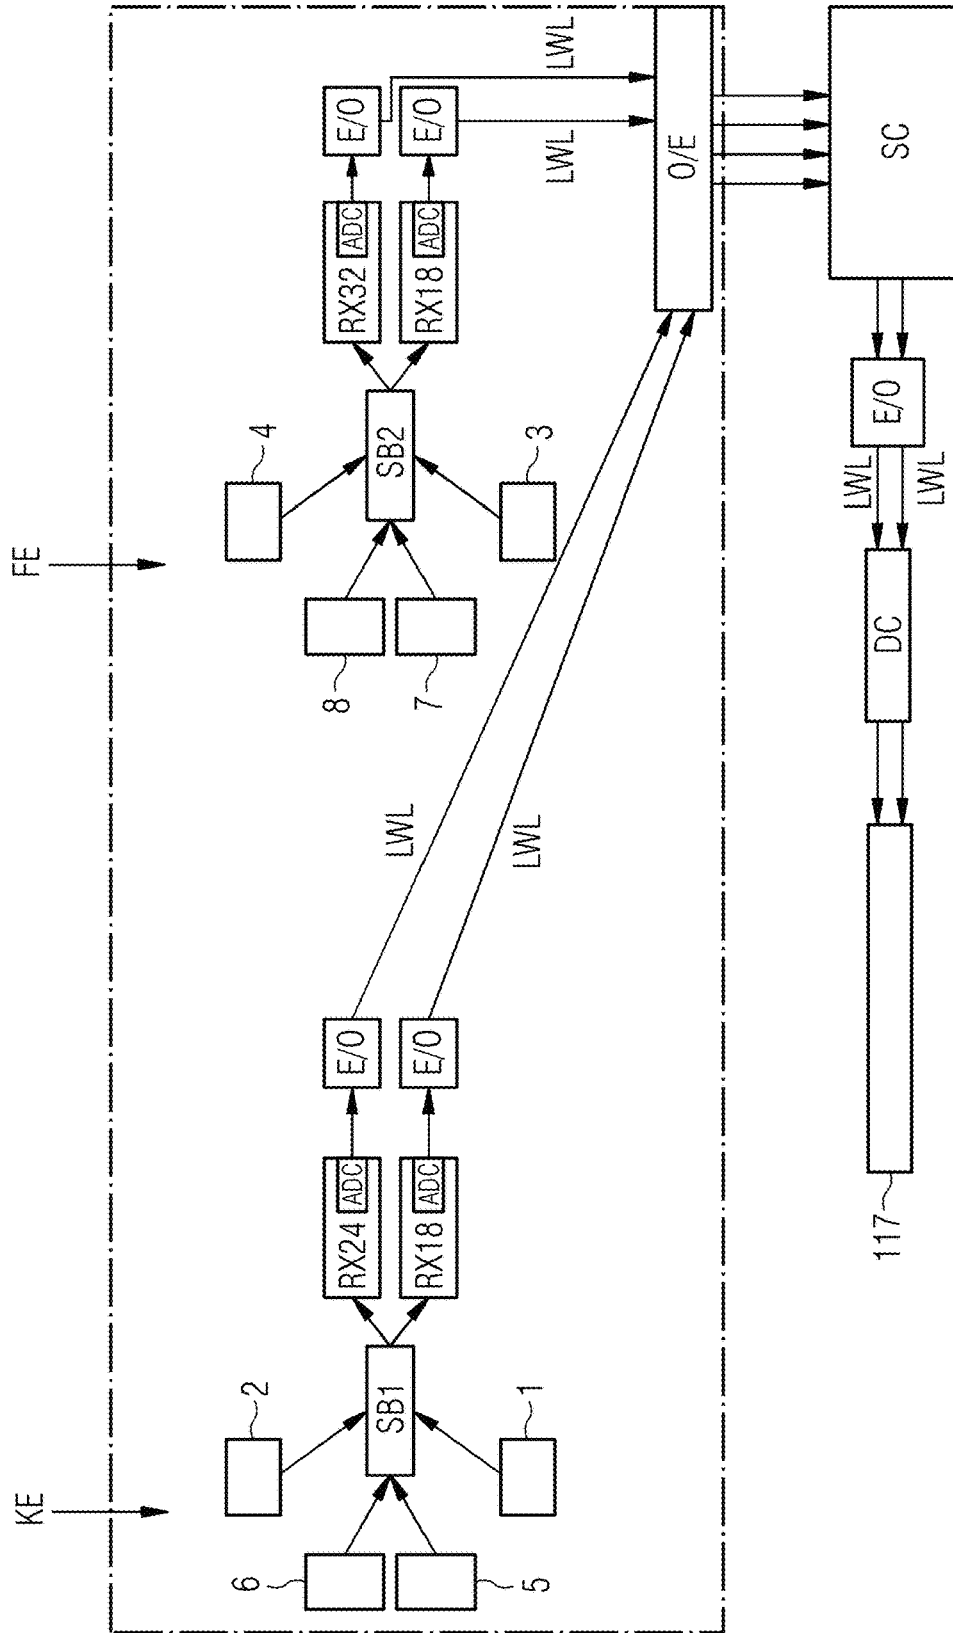 KE
FE
6
5
2
1
SB1
RX24
ADC
RX18
ADC
E/O
E/O
LWL
LWL
8
7
4
3
SB2
RX32
ADC
RX18
ADC
E/O
E/O
LWL
LWL
O/E
117
DC
LWL
LWL
E/O
SC